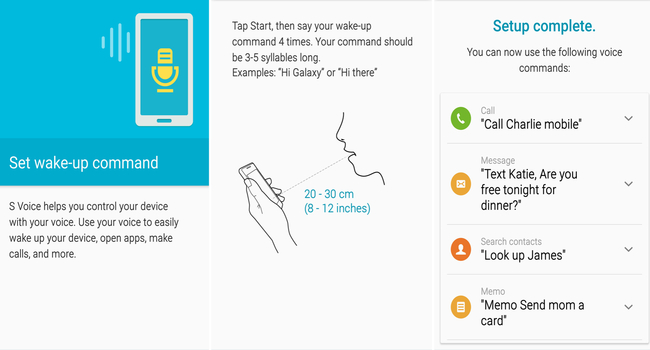 Set wake-up command
S Voice helps you control your device
with your voice. Use your voice to easily
wake up your device, open apps, make
calls, and more.
Tap Start, then say your wake-up
command 4 times. Your command should
be 3-5 syllables long.
Examples: "Hi Galaxy" or "Hi there"
20 - 30 cm
(8 - 12 inches)
Setup complete.
You can now use the following voice
commands:
Call
"Call Charlie mobile"
Message
"Text Katie, Are you
free tonight for
dinner?"
Search contacts
"Look up James"
Memo
"Memo Send mom a
card"